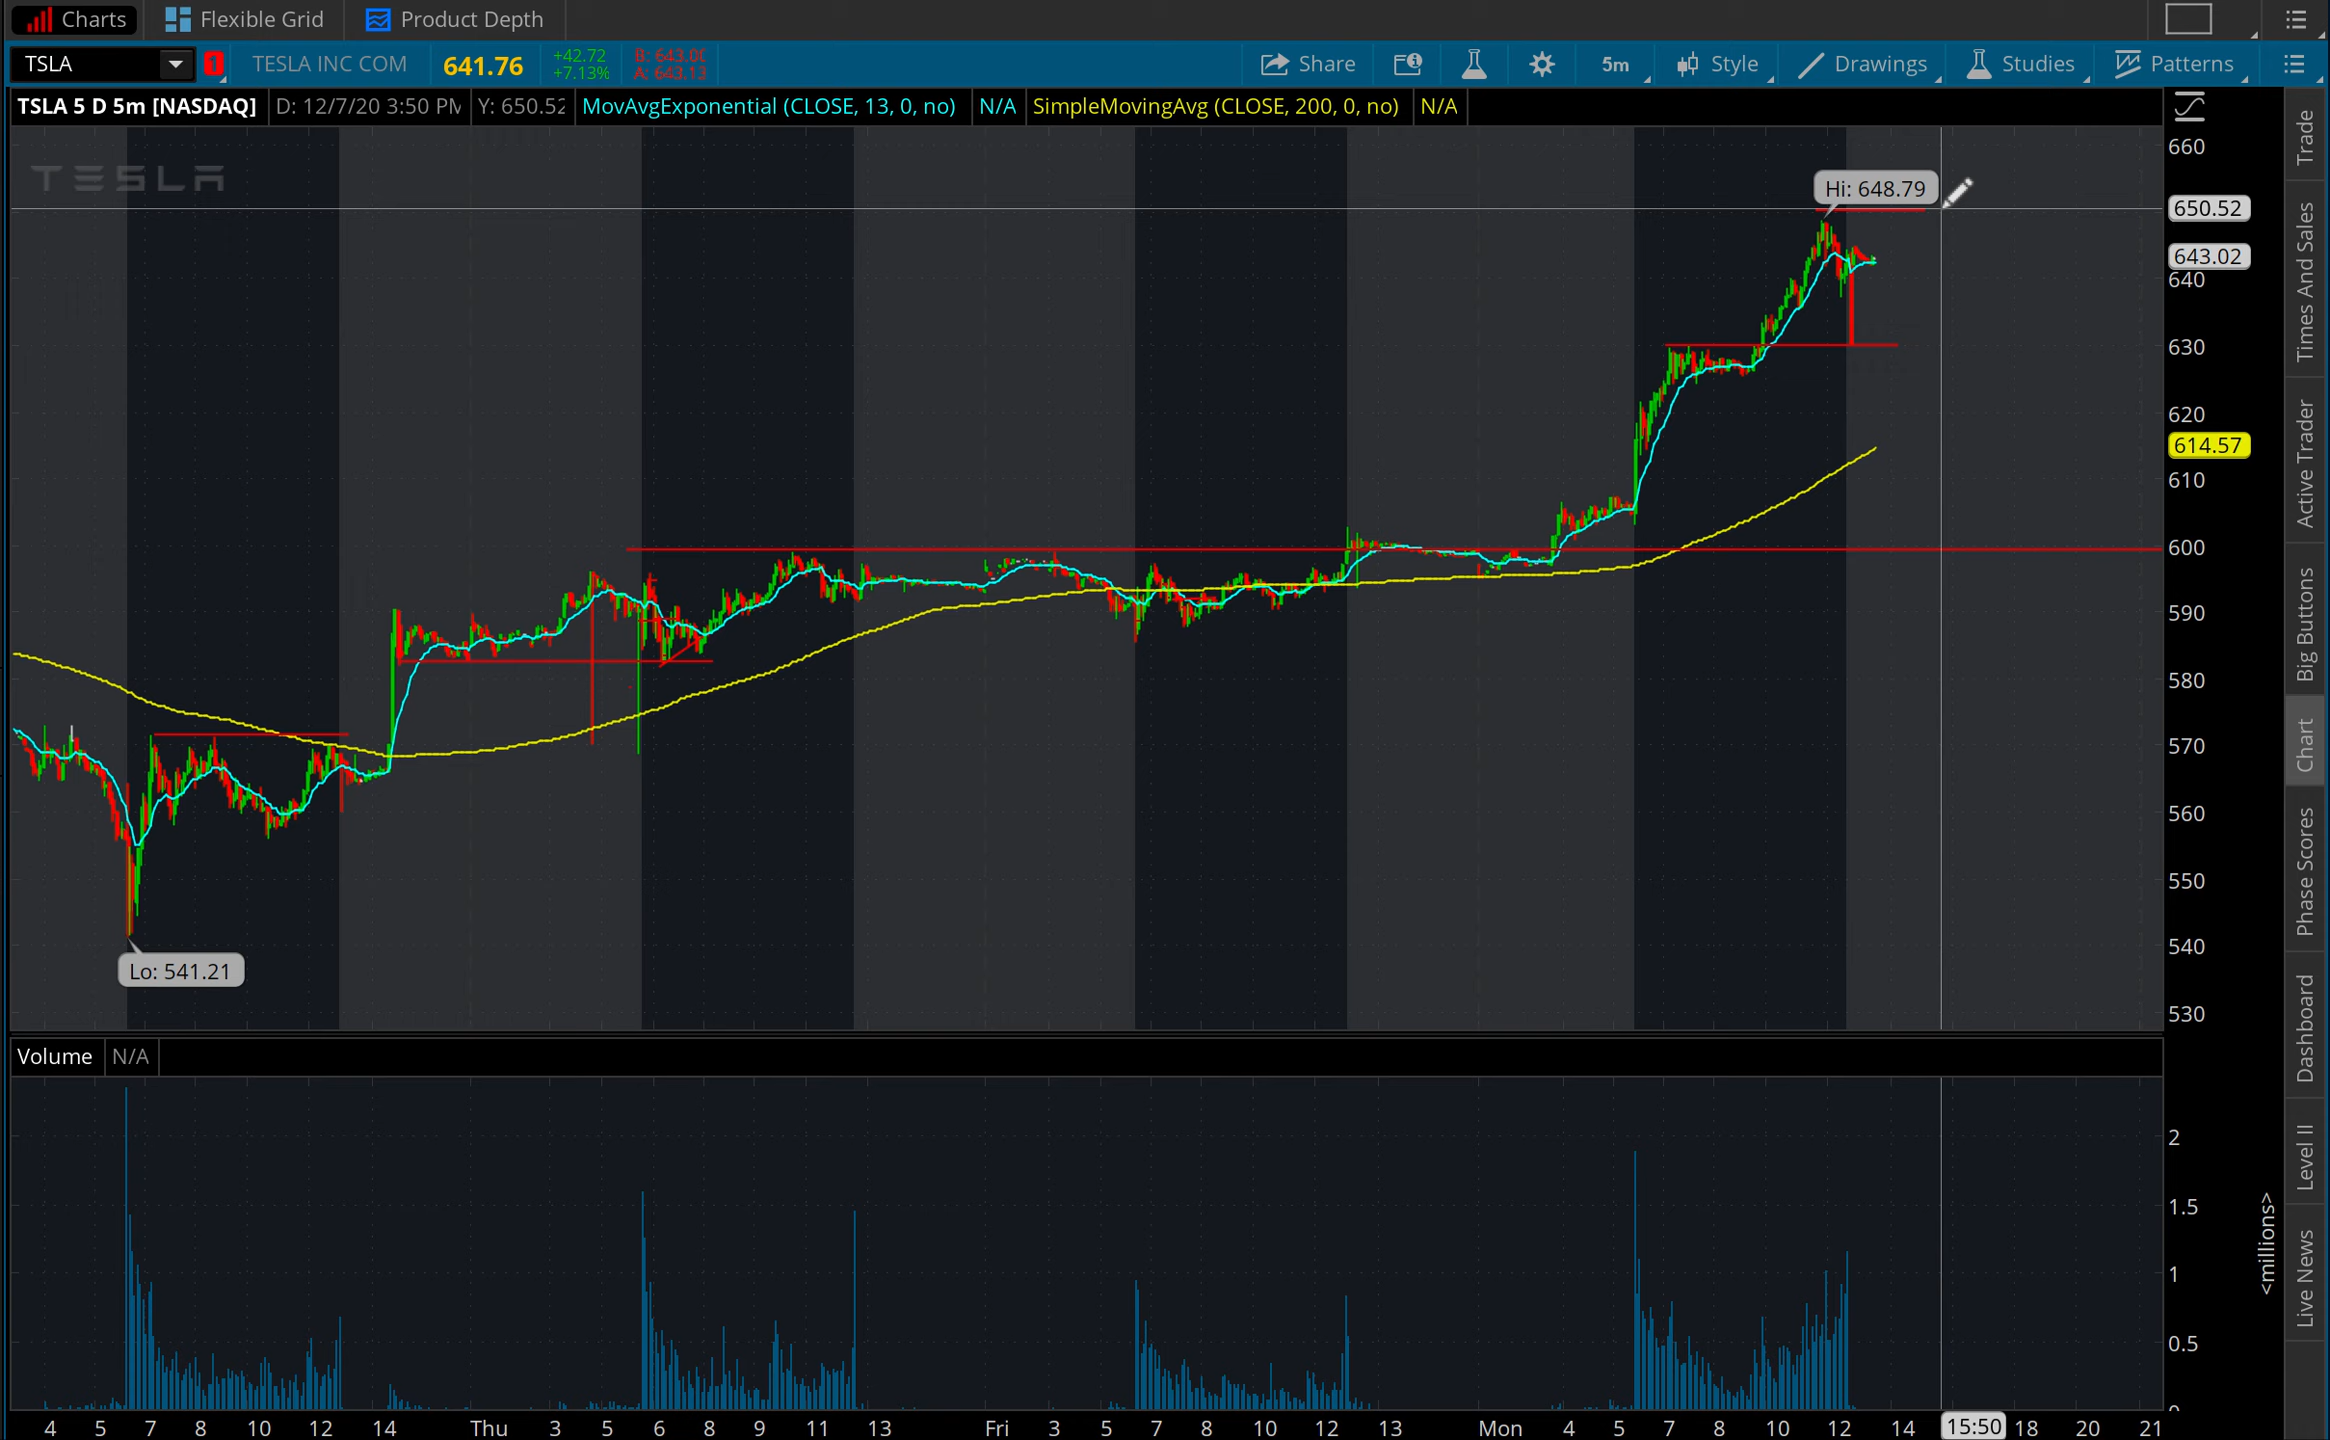 Charts Flexible Grid Product Depth
TSLA 1 TESLA INC COM 641.76 +42.72 +7.13% B: 643.00 A: 643.13 Share 5m Style Drawings Studies Patterns
TSLA 5 D 5m [NASDAQ] D: 12/7/20 3:50 PM Y: 650.52 MovAvgExponential (CLOSE, 13, 0, no) N/A SimpleMovingAvg (CLOSE, 200, 0, no) N/A
TESLA
660
Hi: 648.79
650.52
643.02
640
630
620
614.57
610
600
590
580
570
560
550
540
530
Lo: 541.21
Volume N/A
2
1.5
1
0.5
0
<millions>
4 5 7 8 10 12 14 Thu 3 5 6 8 9 11 13 Fri 3 5 7 8 10 12 13 Mon 4 5 7 8 10 12 14 15:50 18 20 21
Trade
Times And Sales
Active Trader
Big Buttons
Chart
Phase Scores
Dashboard
Level II
Live News